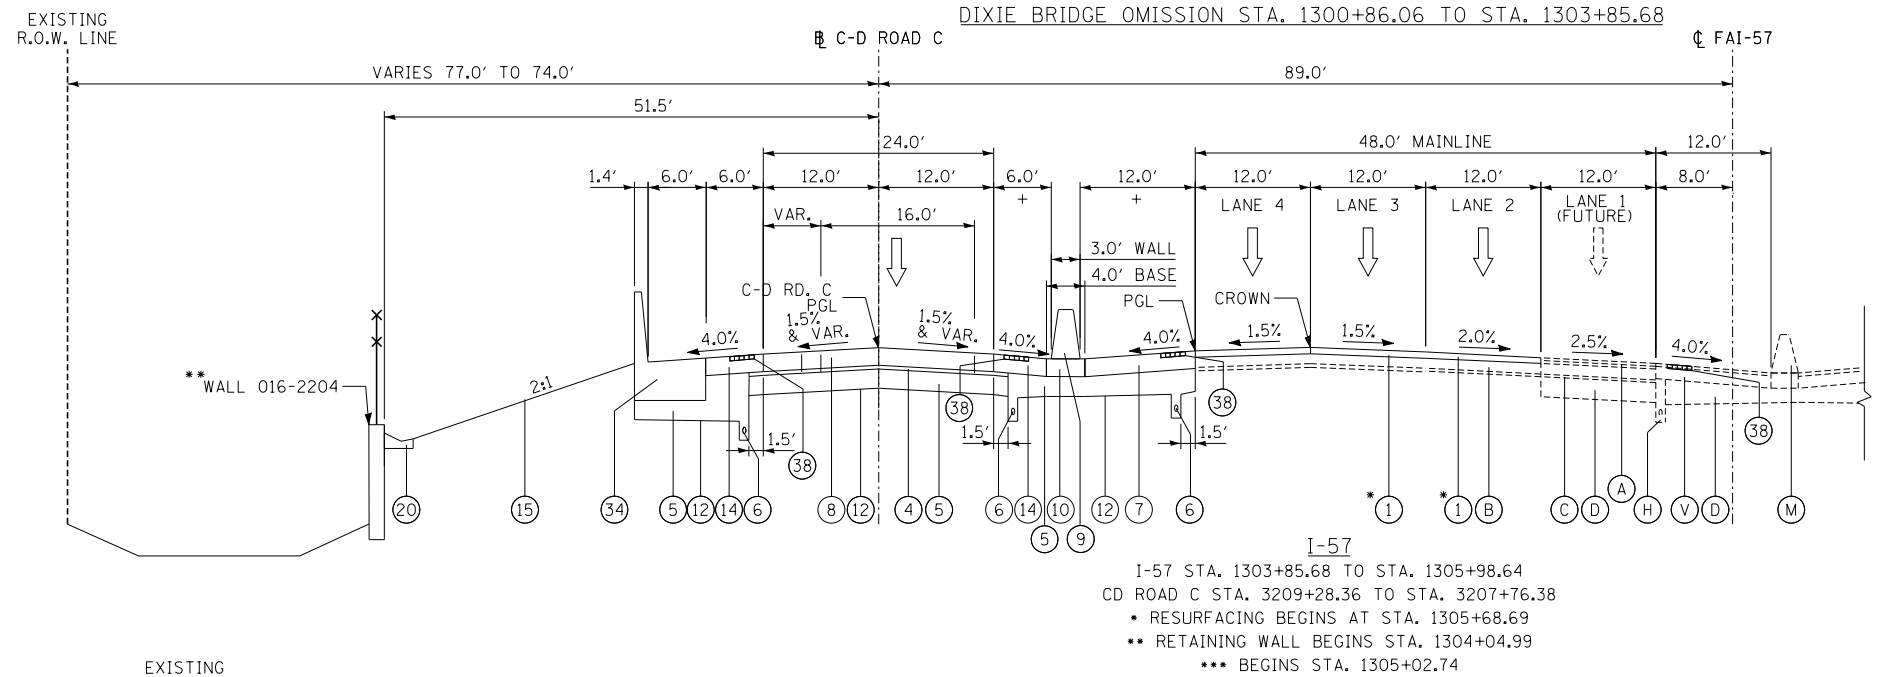 DIXIE BRIDGE OMISSION STA. 1300+86.06 TO STA. 1303+85.68
EXISTING
R.O.W. LINE
℄ C-D ROAD C
℄ FAI-57
VARIES 77.0' TO 74.0'
89.0'
51.5'
24.0'
48.0' MAINLINE
12.0'
1.4'
6.0'
6.0'
12.0'
12.0'
6.0'
+
12.0'
+
12.0'
12.0'
12.0'
12.0'
8.0'
LANE 4
LANE 3
LANE 2
LANE 1
(FUTURE)
VAR.
16.0'
3.0' WALL
4.0' BASE
C-D RD. C
PGL
PGL
CROWN
4.0%
1.5%
& VAR.
1.5%
& VAR.
4.0%
4.0%
1.5%
1.5%
2.0%
2.5%
4.0%
**
WALL 016-2204
2:1
38
38
38
38
1.5'
1.5'
1.5'
20
15
34
5
12
14
6
8
12
4
5
6
14
10
12
7
6
* 1
* 1
B
C
D
A
H
V
D
M
5
9
I-57
I-57 STA. 1303+85.68 TO STA. 1305+98.64
CD ROAD C STA. 3209+28.36 TO STA. 3207+76.38
* RESURFACING BEGINS AT STA. 1305+68.69
** RETAINING WALL BEGINS STA. 1304+04.99
*** BEGINS STA. 1305+02.74
EXISTING